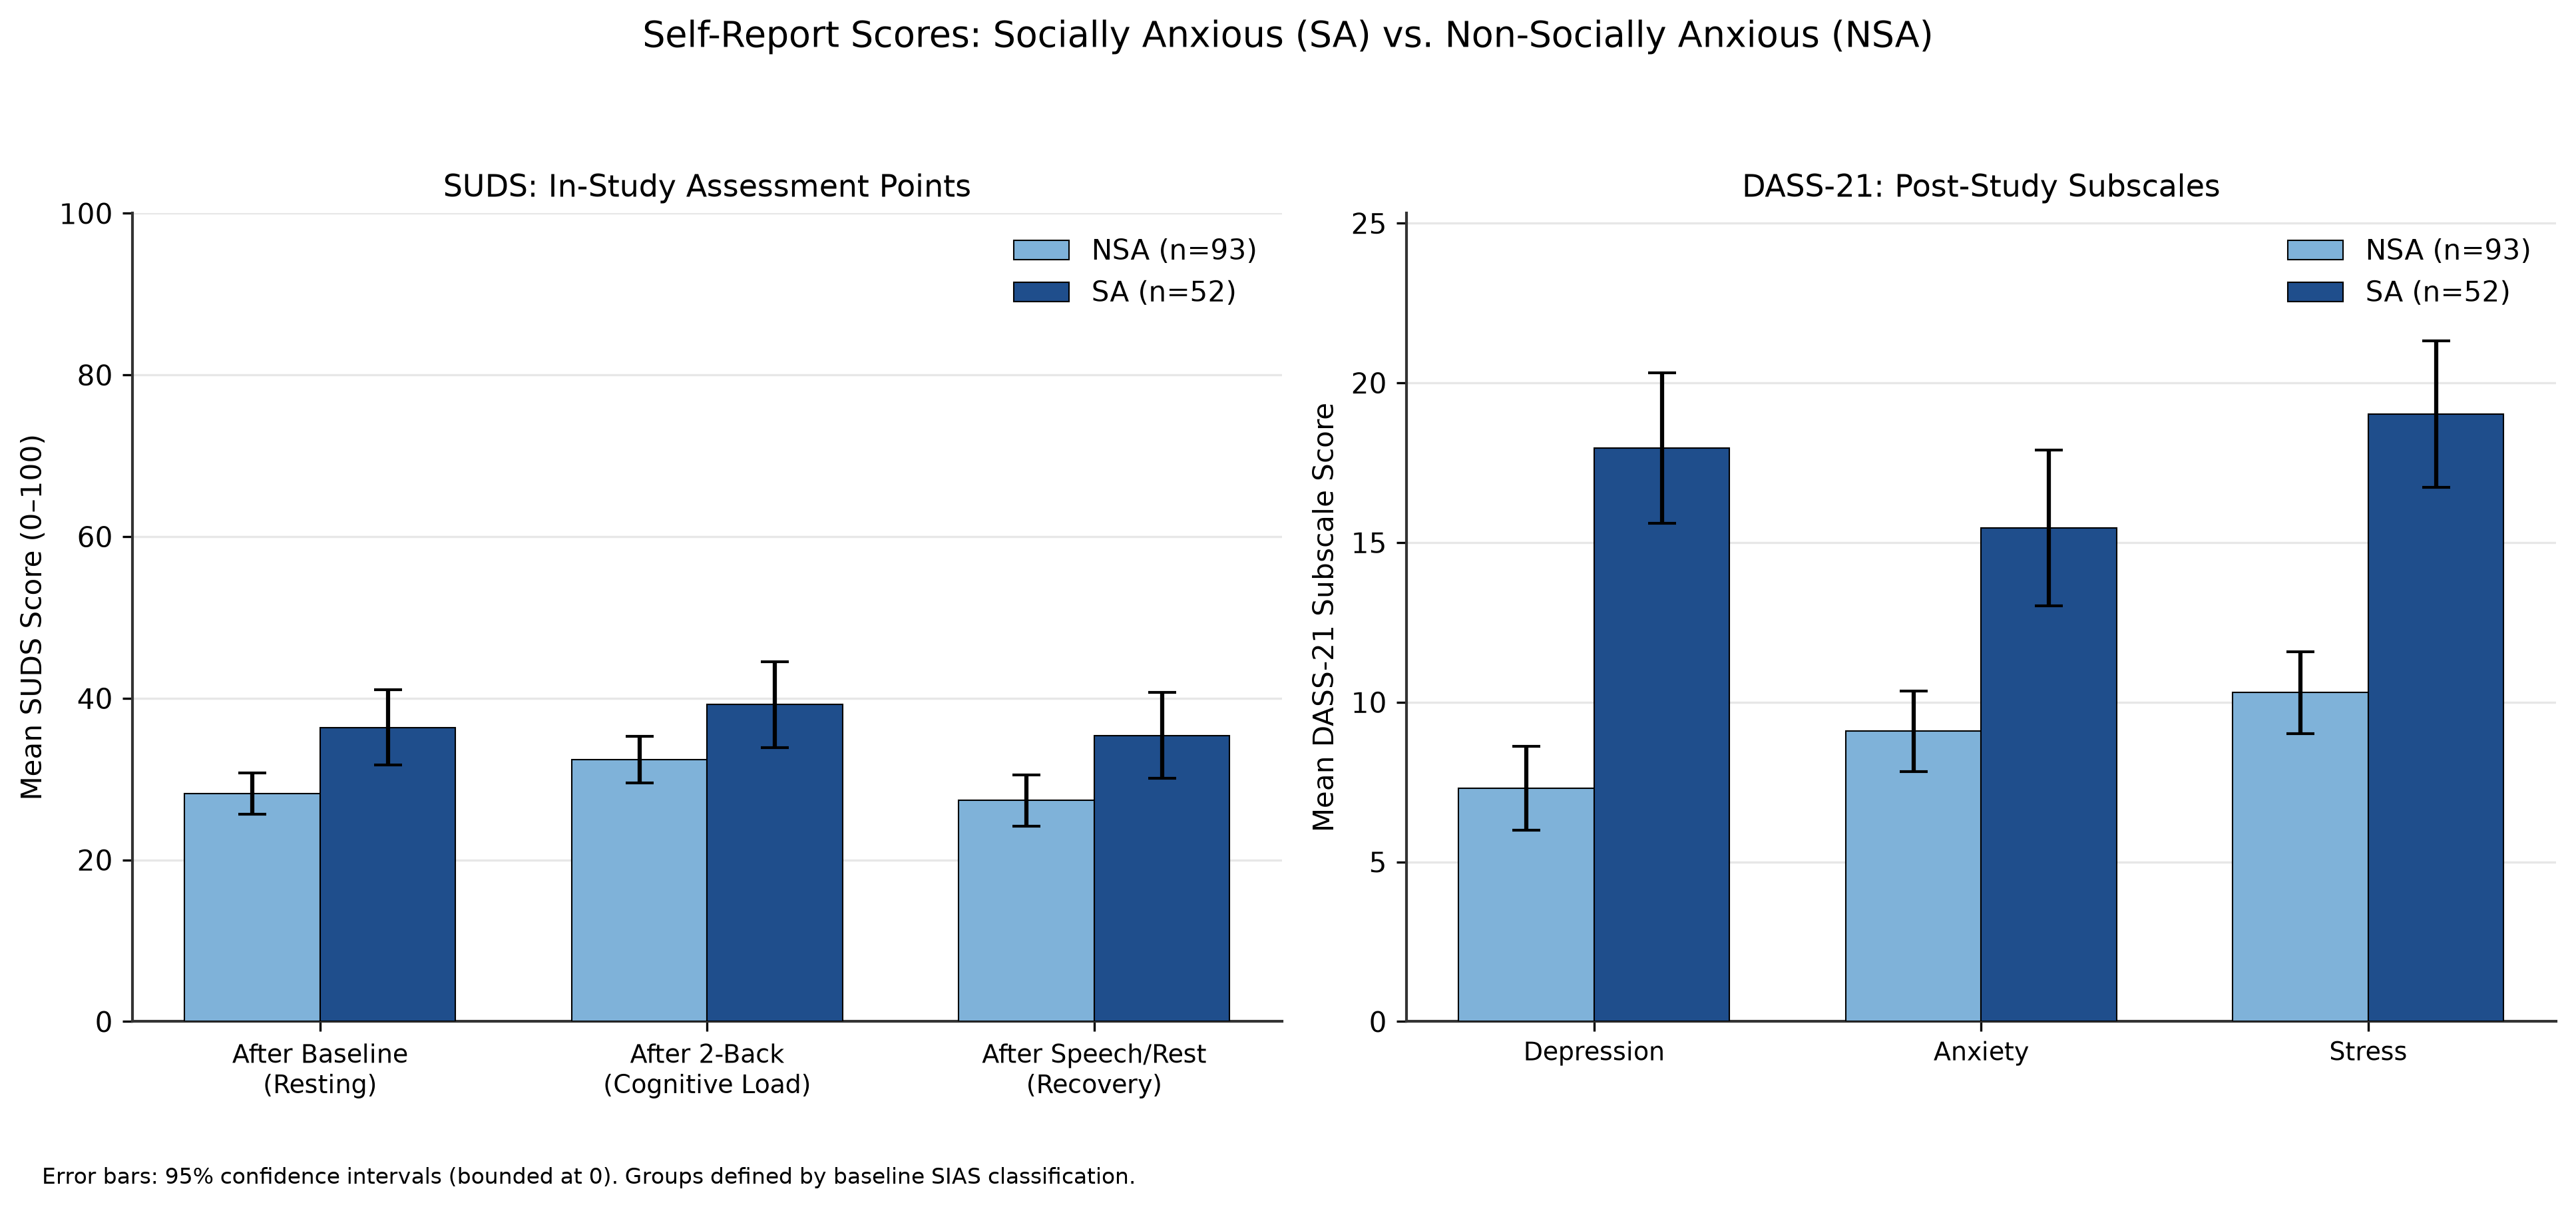 Self-Report Scores: Socially Anxious (SA) vs. Non-Socially Anxious (NSA)
SUDS: In-Study Assessment Points
Mean SUDS Score (0–100)
100
80
60
40
20
0
NSA (n=93)
SA (n=52)
After Baseline
(Resting)
After 2-Back
(Cognitive Load)
After Speech/Rest
(Recovery)
DASS-21: Post-Study Subscales
Mean DASS-21 Subscale Score
25
20
15
10
5
0
NSA (n=93)
SA (n=52)
Depression
Anxiety
Stress
Error bars: 95% confidence intervals (bounded at 0). Groups defined by baseline SIAS classification.